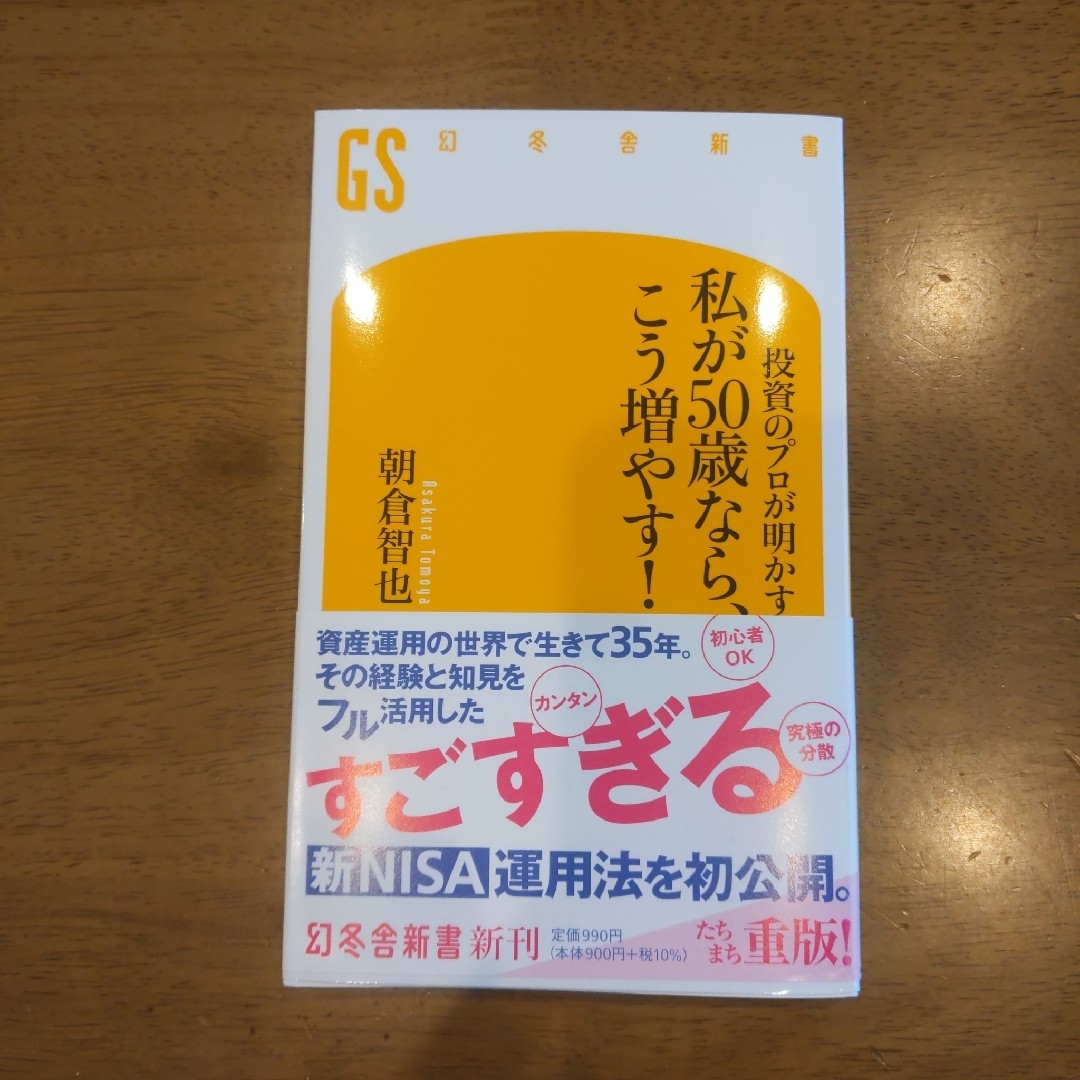 GS 幻冬舎新書
投資のプロが明かす
私が50歳なら、
こう増やす!
朝倉智也
Asakura Tomoya
資産運用の世界で生きて35年。
その経験と知見を
フル活用した
初心者
OK
カンタン
究極の
分散
すごすぎる
新NISA運用法を初公開。
幻冬舎新書 新刊
定価990円
(本体900円+税10%)
たち
まち
重版!